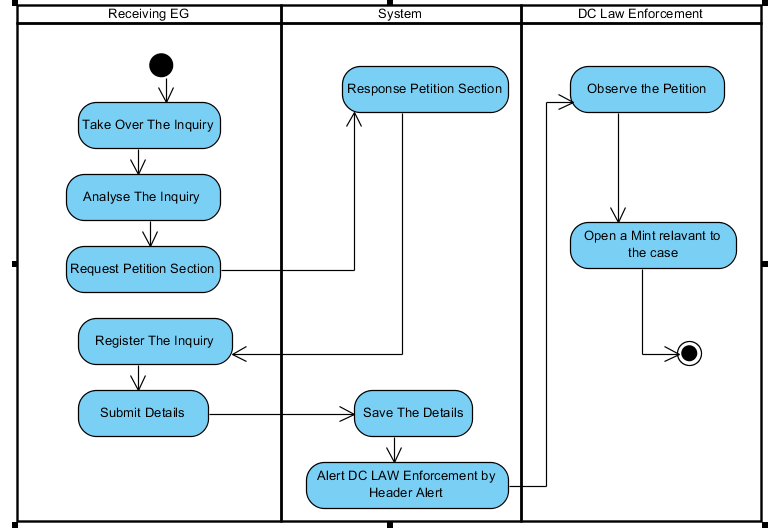 Receiving EG
System
DC Law Enforcement
Take Over The Inquiry
Analyse The Inquiry
Request Petition Section
Register The Inquiry
Submit Details
Response Petition Section
Save The Details
Alert DC LAW Enforcement by
Header Alert
Observe the Petition
Open a Mint relavant to
the case